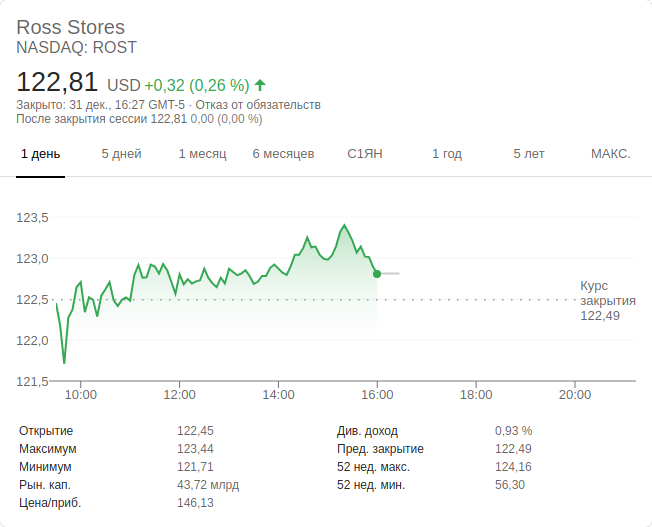 Ross Stores
NASDAQ: ROST
122,81 USD +0,32 (0,26 %)
Закрыто: 31 дек., 16:27 GMT-5 · Отказ от обязательств
После закрытия сессии 122,81 0,00 (0,00 %)
1 день 5 дней 1 месяц 6 месяцев С1ЯН 1 год 5 лет МАКС.
123,5
123,0
122,5
122,0
121,5
Курс
закрытия
122,49
10:00 12:00 14:00 16:00 18:00 20:00
Открытие 122,45
Максимум 123,44
Минимум 121,71
Рын. кап. 43,72 млрд
Цена/приб. 146,13
Див. доход 0,93 %
Пред. закрытие 122,49
52 нед. макс. 124,16
52 нед. мин. 56,30